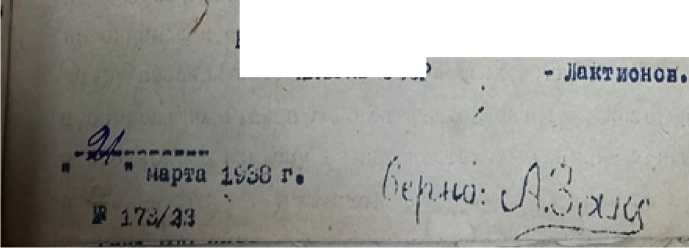 - Лактионов.
"21" марта 1938 г.
Верно:
№ 173/23